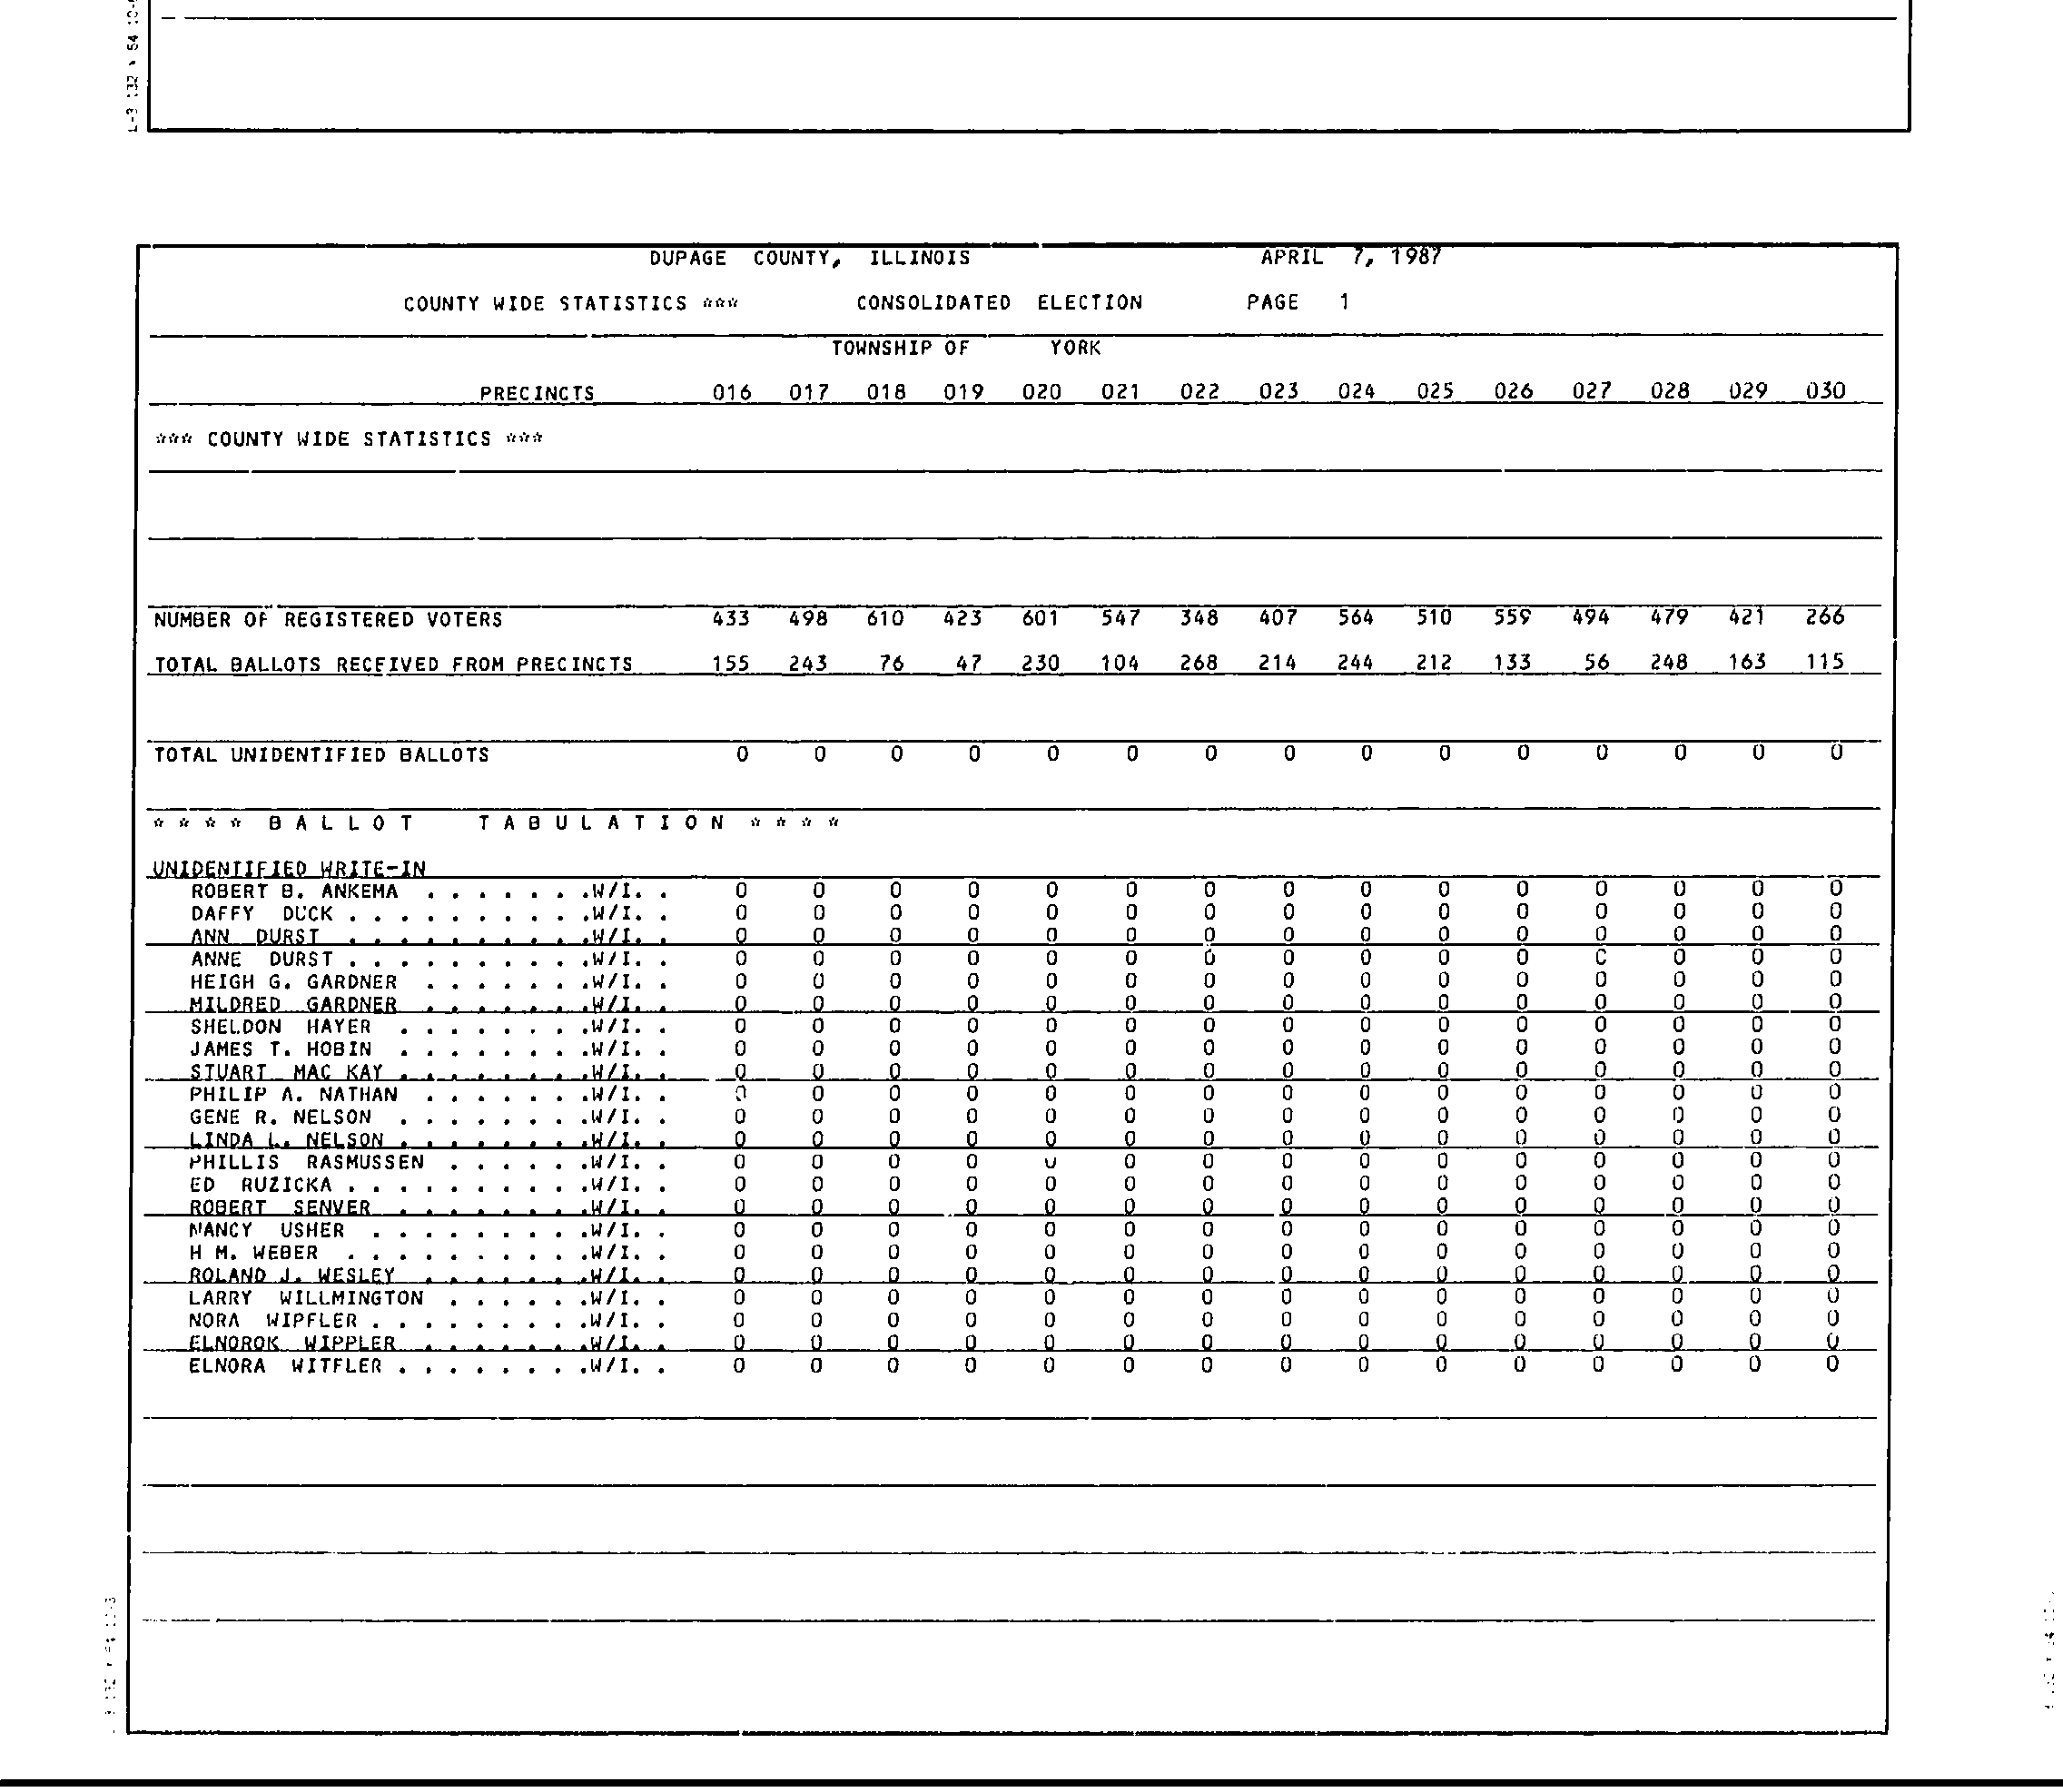 L-3 132 x 54 10-
DUPAGE COUNTY, ILLINOIS APRIL 7, 1987
COUNTY WIDE STATISTICS *** CONSOLIDATED ELECTION PAGE 1
TOWNSHIP OF YORK
PRECINCTS 016 017 018 019 020 021 022 023 024 025 026 027 028 029 030
*** COUNTY WIDE STATISTICS ***
NUMBER OF REGISTERED VOTERS 433 498 610 423 601 547 348 407 564 510 559 494 479 421 266
TOTAL BALLOTS RECEIVED FROM PRECINCTS 155 243 76 47 230 104 268 214 244 212 133 56 248 163 115
TOTAL UNIDENTIFIED BALLOTS 0 0 0 0 0 0 0 0 0 0 0 0 0 0 0
* * * * B A L L O T T A B U L A T I O N * * * *
UNIDENTIFIED WRITE-IN
ROBERT B. ANKEMA . . . . . . .W/I. . 0 0 0 0 0 0 0 0 0 0 0 0 0 0 0
DAFFY DUCK . . . . . . . . . .W/I. . 0 0 0 0 0 0 0 0 0 0 0 0 0 0 0
ANN DURST . . . . . . . . . .W/I. . 0 0 0 0 0 0 0 0 0 0 0 0 0 0 0
ANNE DURST . . . . . . . . . .W/I. . 0 0 0 0 0 0 0 0 0 0 0 0 0 0 0
HEIGH G. GARDNER . . . . . . .W/I. . 0 0 0 0 0 0 0 0 0 0 0 0 0 0 0
MILDRED GARDNER . . . . . . .W/I. . 0 0 0 0 0 0 0 0 0 0 0 0 0 0 0
SHELDON HAYER . . . . . . . .W/I. . 0 0 0 0 0 0 0 0 0 0 0 0 0 0 0
JAMES T. HOBIN . . . . . . . .W/I. . 0 0 0 0 0 0 0 0 0 0 0 0 0 0 0
STUART MAC KAY . . . . . . . .W/I. . 0 0 0 0 0 0 0 0 0 0 0 0 0 0 0
PHILIP A. NATHAN . . . . . . .W/I. . 0 0 0 0 0 0 0 0 0 0 0 0 0 0 0
GENE R. NELSON . . . . . . . .W/I. . 0 0 0 0 0 0 0 0 0 0 0 0 0 0 0
LINDA L. NELSON . . . . . . . .W/I. . 0 0 0 0 0 0 0 0 0 0 0 0 0 0 0
PHILLIS RASMUSSEN . . . . . .W/I. . 0 0 0 0 0 0 0 0 0 0 0 0 0 0 0
ED RUZICKA . . . . . . . . . .W/I. . 0 0 0 0 0 0 0 0 0 0 0 0 0 0 0
ROBERT SENVER . . . . . . . .W/I. . 0 0 0 0 0 0 0 0 0 0 0 0 0 0 0
NANCY USHER . . . . . . . . .W/I. . 0 0 0 0 0 0 0 0 0 0 0 0 0 0 0
H M. WEBER . . . . . . . . . .W/I. . 0 0 0 0 0 0 0 0 0 0 0 0 0 0 0
ROLAND J. WESLEY . . . . . . .W/I. . 0 0 0 0 0 0 0 0 0 0 0 0 0 0 0
LARRY WILLMINGTON . . . . . .W/I. . 0 0 0 0 0 0 0 0 0 0 0 0 0 0 0
NORA WIPFLER . . . . . . . . .W/I. . 0 0 0 0 0 0 0 0 0 0 0 0 0 0 0
ELNOROK WIPPLER . . . . . . .W/I. . 0 0 0 0 0 0 0 0 0 0 0 0 0 0 0
ELNORA WITFLER . . . . . . . .W/I. . 0 0 0 0 0 0 0 0 0 0 0 0 0 0 0